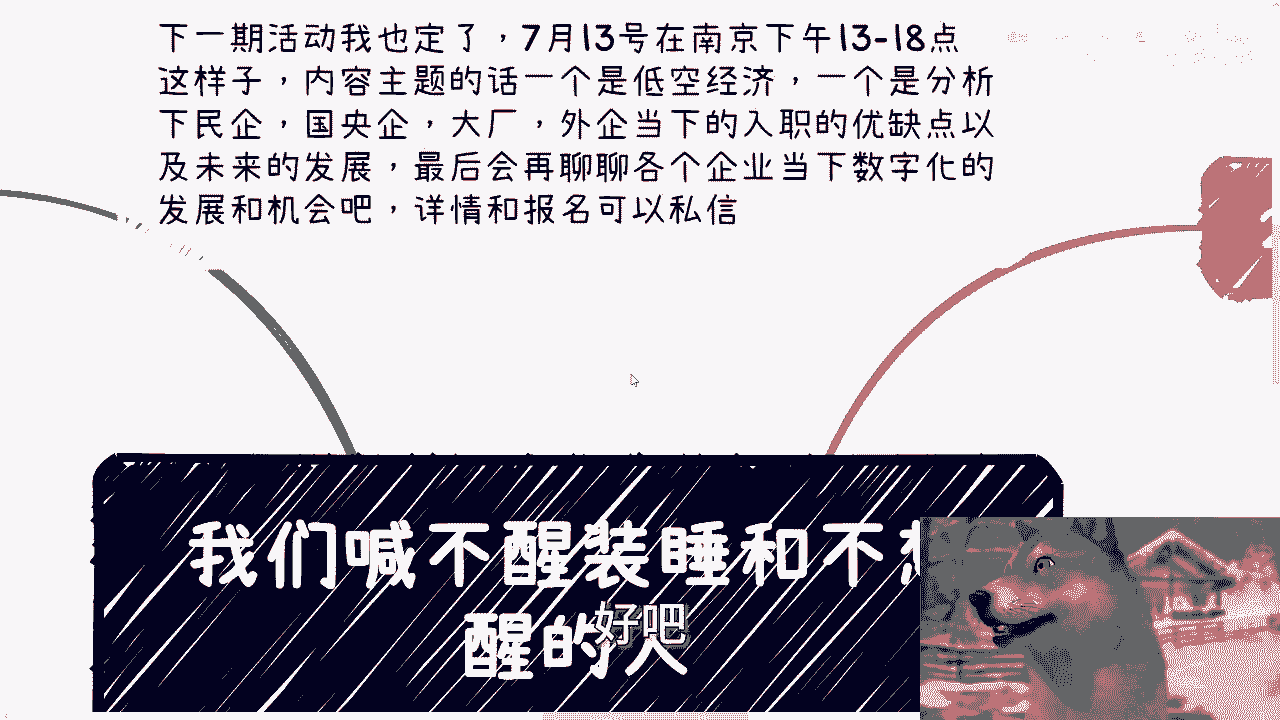 下一期活动我也定了，7月13号在南京下午13-18点
这样子，内容主题的话一个是低空经济，一个是分析
下民企，国央企，大厂，外企当下的入职的优缺点以
及未来的发展，最后会再聊聊各个企业当下数字化的
发展和机会吧，详情和报名可以私信
我们喊不醒装睡和不
醒的人
好吧